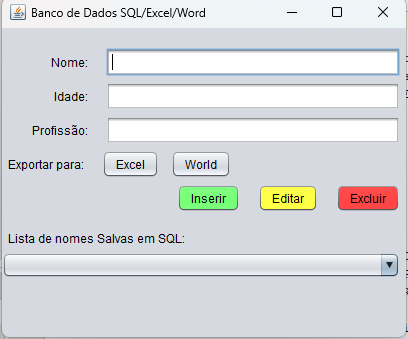 Banco de Dados SQL/Excel/Word
Nome:
Idade:
Profissão:
Exportar para: Excel World
Inserir Editar Excluir
Lista de nomes Salvas em SQL: